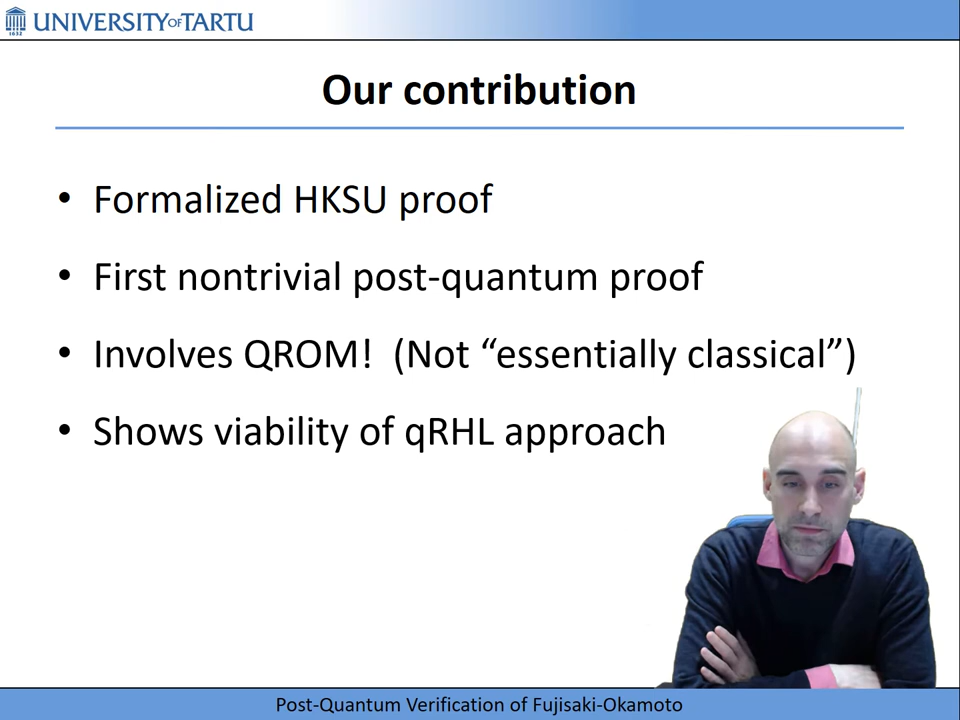 UNIVERSITY OF TARTU
1632
Our contribution
• Formalized HKSU proof
• First nontrivial post-quantum proof
• Involves QROM! (Not “essentially classical”)
• Shows viability of qRHL approach
Post-Quantum Verification of Fujisaki-Okamoto